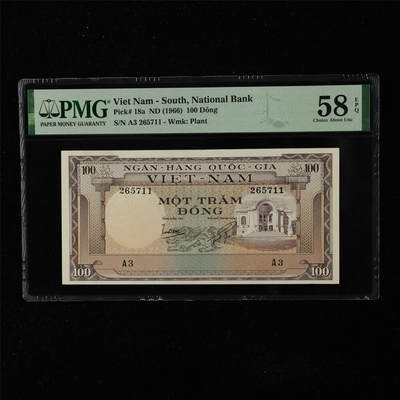 PMG
PAPER MONEY GUARANTY
Viet Nam - South, National Bank
Pick# 18a ND (1966) 100 Dông
S/N A3 265711 - Wmk: Plant
58 EPQ
Choice About Unc
100 NGÂN-HÀNG QUỐC-GIA 100
VIỆT-NAM
265711 265711
MỘT TRĂM
ĐỒNG
A3 A3
100 100